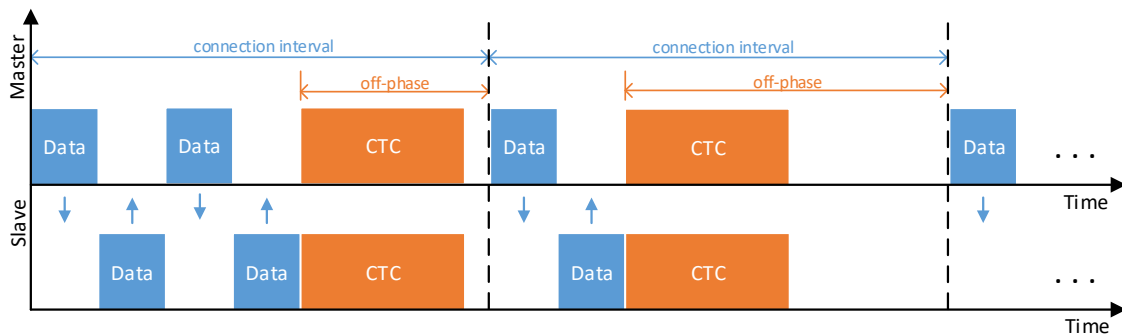 Master
connection interval
connection interval
off-phase
off-phase
Data
Data
CTC
Data
CTC
Data
. . .
Time
Slave
Data
Data
CTC
Data
CTC
. . .
Time